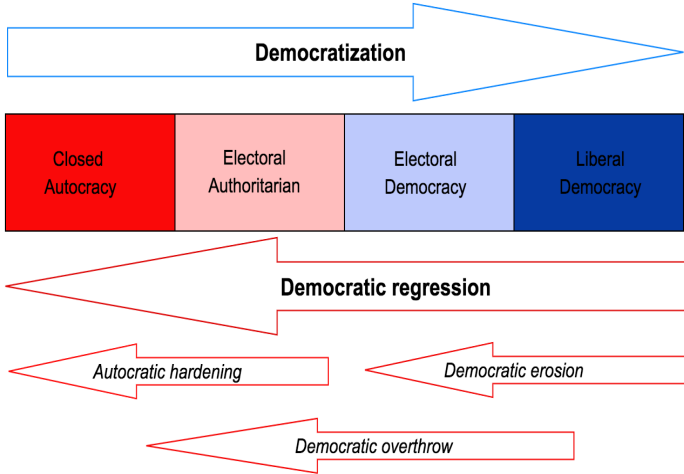 Democratization
Closed
Autocracy
Electoral
Authoritarian
Electoral
Democracy
Liberal
Democracy
Democratic regression
Autocratic hardening
Democratic erosion
Democratic overthrow